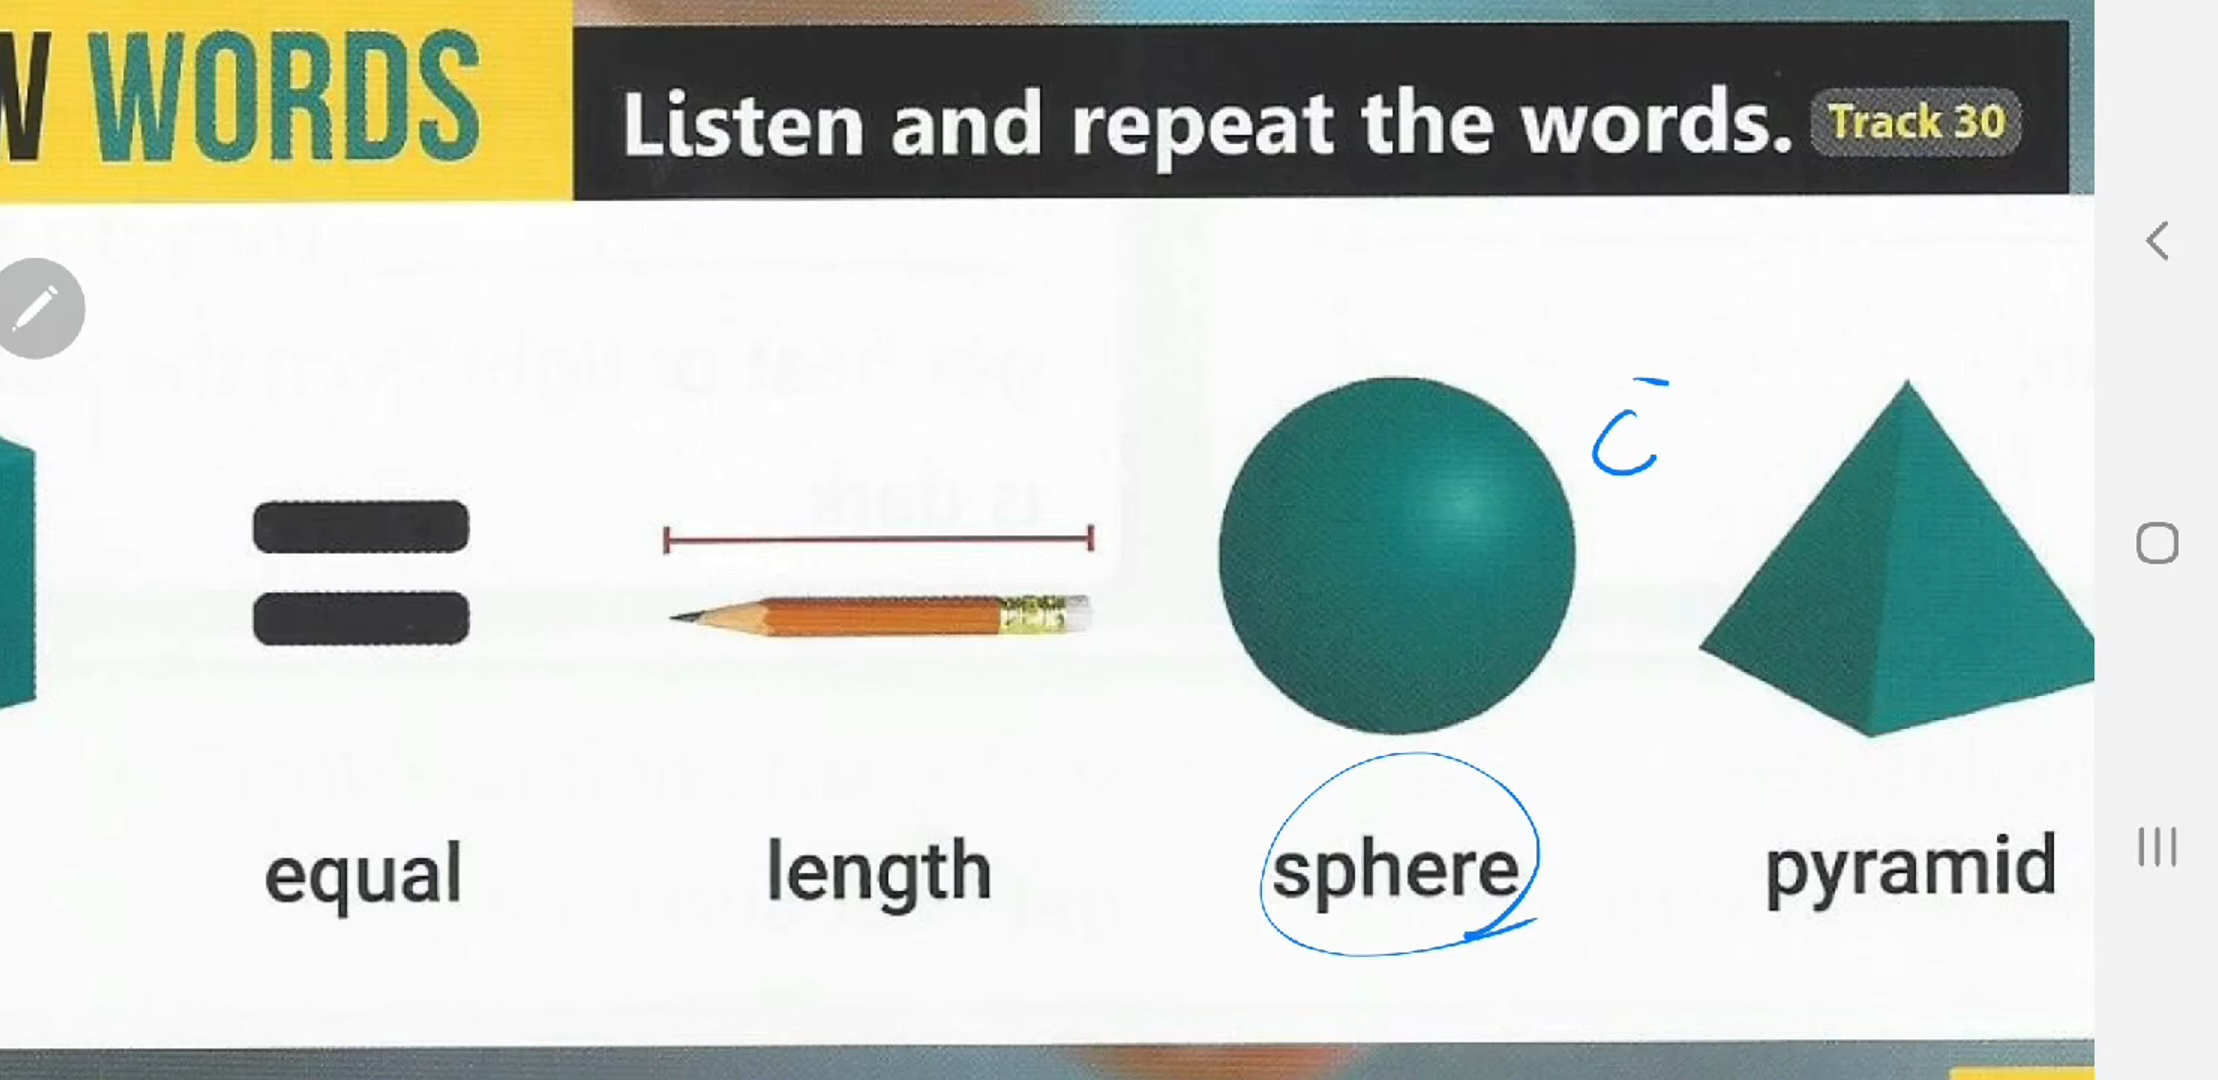 WORDS
Listen and repeat the words. Track 30
equal length sphere pyramid